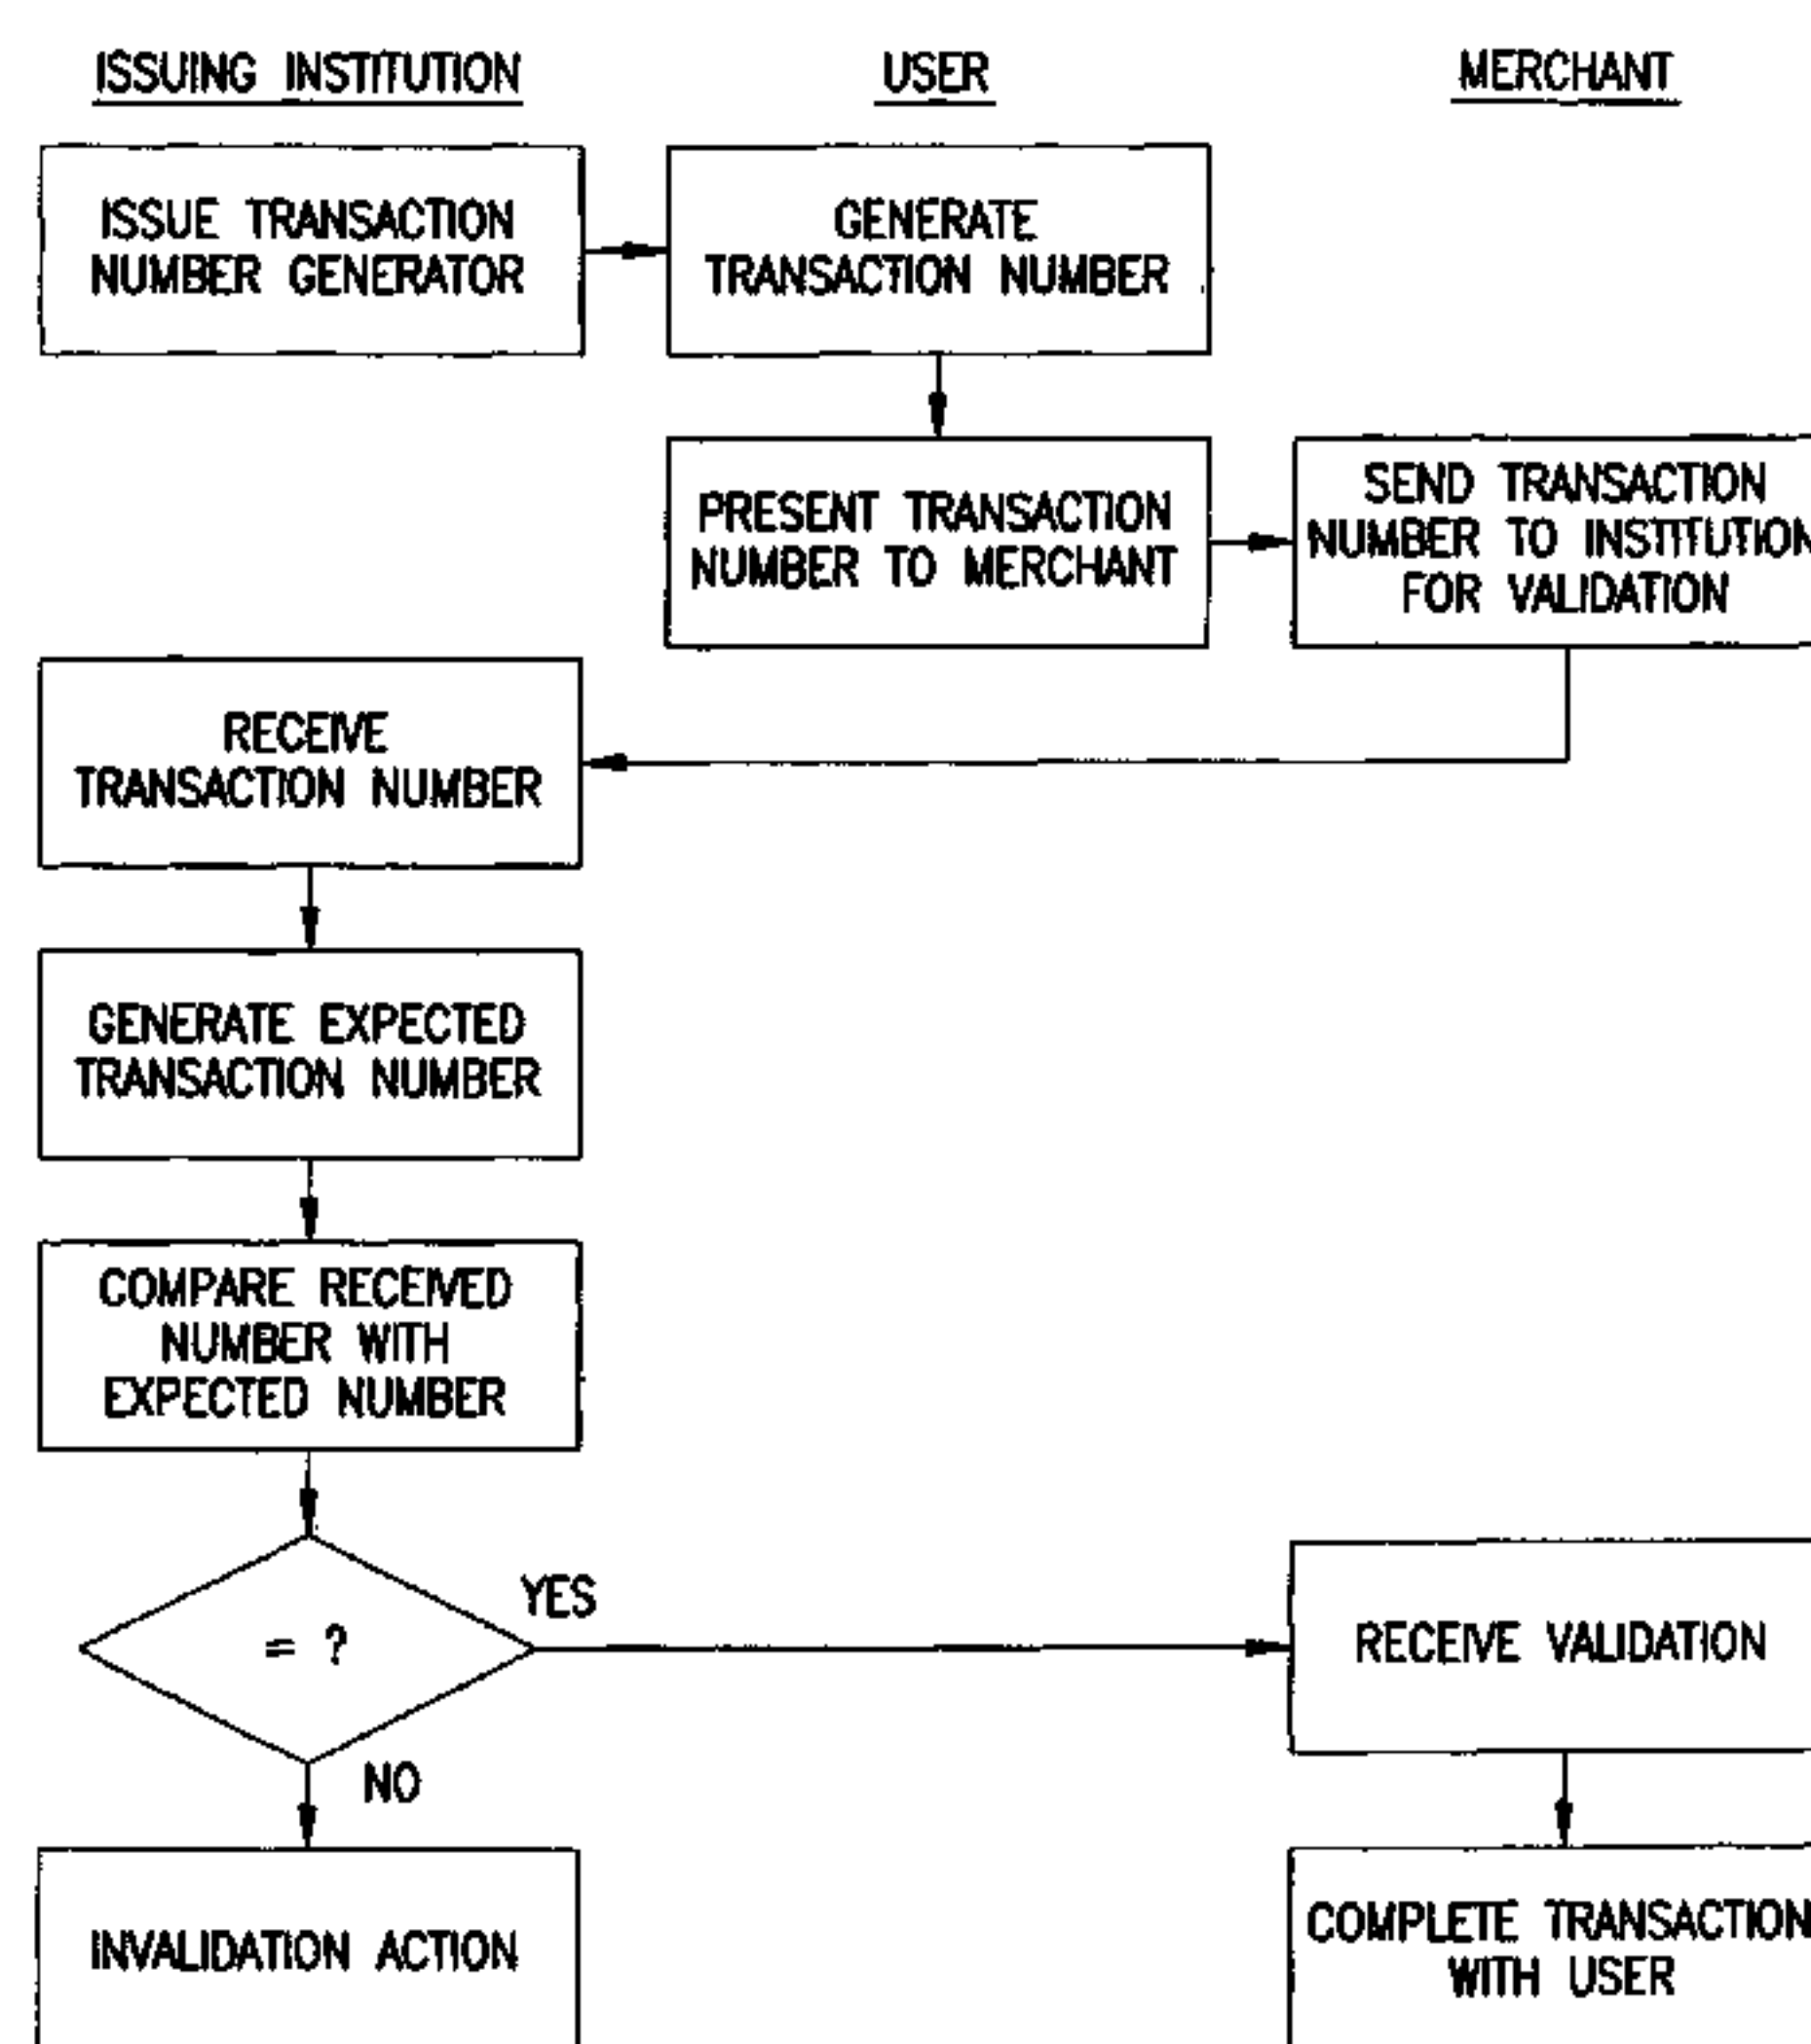 ISSUING INSTITUTION
USER
MERCHANT
ISSUE TRANSACTION
NUMBER GENERATOR
GENERATE
TRANSACTION NUMBER
PRESENT TRANSACTION
NUMBER TO MERCHANT
SEND TRANSACTION
NUMBER TO INSTITUTION
FOR VALIDATION
RECEIVE
TRANSACTION NUMBER
GENERATE EXPECTED
TRANSACTION NUMBER
COMPARE RECEIVED
NUMBER WITH
EXPECTED NUMBER
= ?
YES
NO
RECEIVE VALIDATION
INVALIDATION ACTION
COMPLETE TRANSACTION
WITH USER